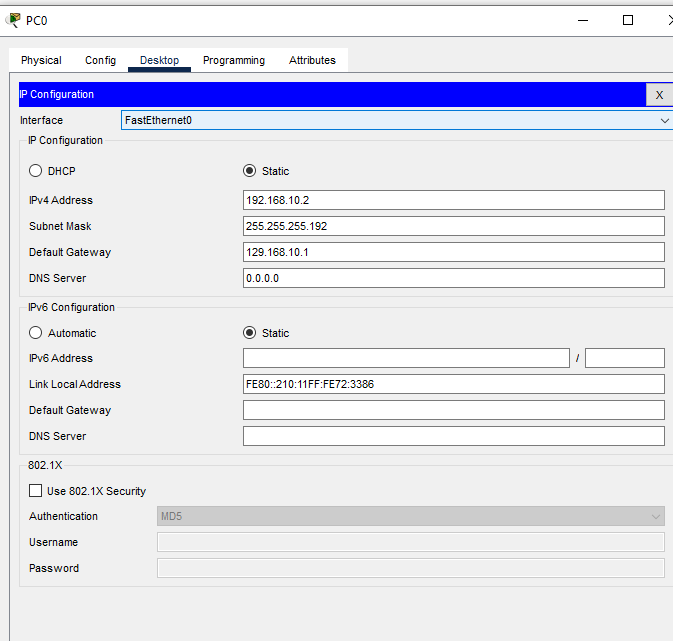 PC0
Physical Config Desktop Programming Attributes
IP Configuration X
Interface FastEthernet0
IP Configuration
DHCP Static
IPv4 Address 192.168.10.2
Subnet Mask 255.255.255.192
Default Gateway 129.168.10.1
DNS Server 0.0.0.0
IPv6 Configuration
Automatic Static
IPv6 Address /
Link Local Address FE80::210:11FF:FE72:3386
Default Gateway
DNS Server
802.1X
Use 802.1X Security
Authentication MD5
Username
Password